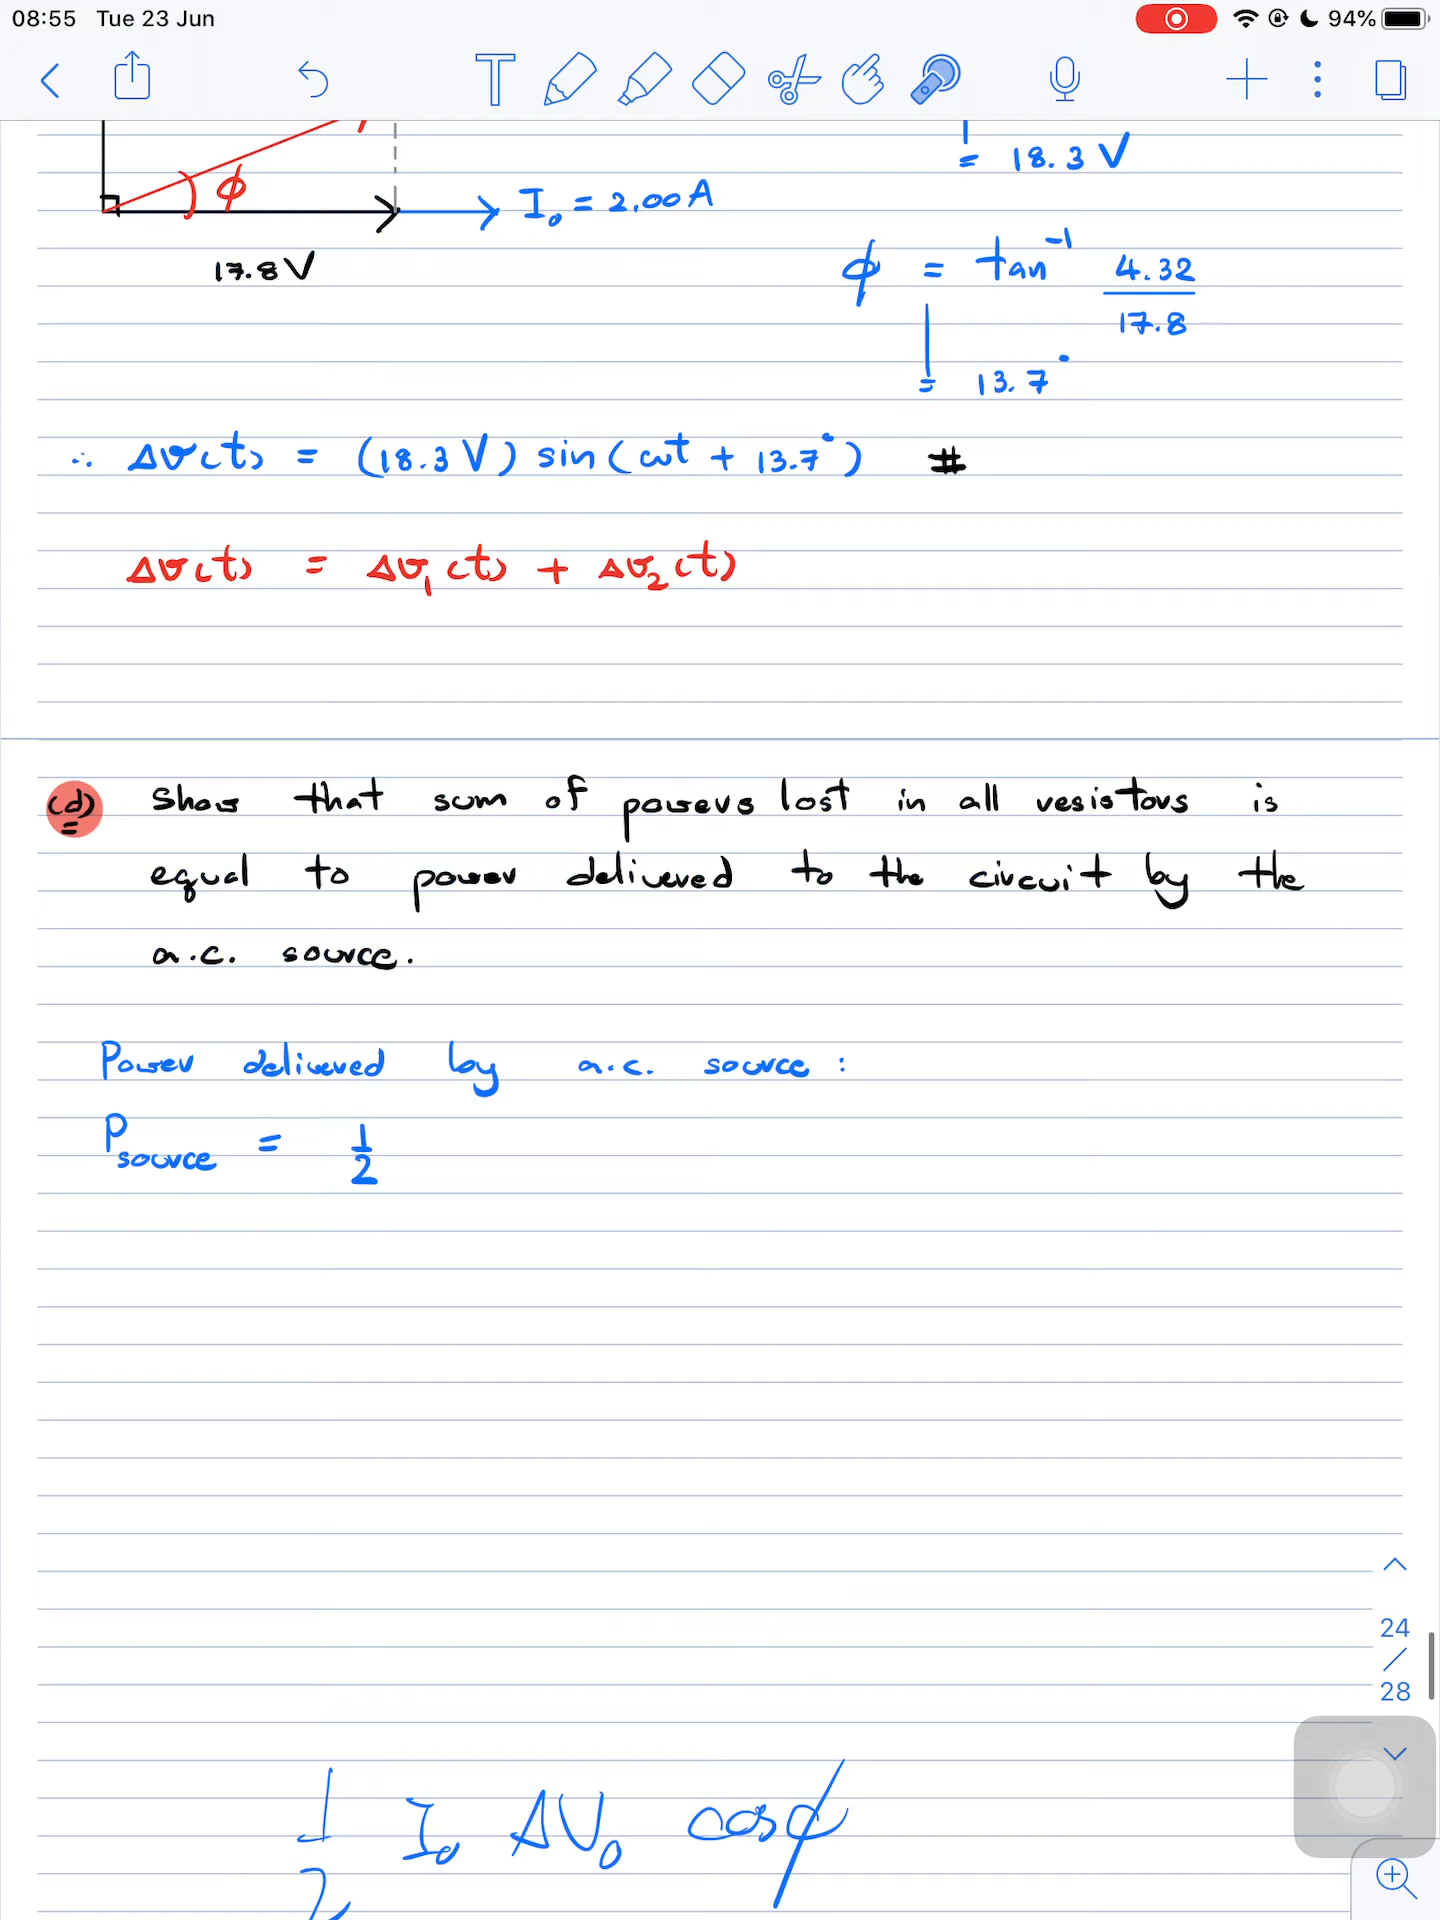 08:55 Tue 23 Jun 94%
= 18.3 V
ϕ
I₀ = 2.00 A
17.8 V
ϕ = tan⁻¹ 4.32
17.8
= 13.7°
∴ Δv(t) = (18.3 V) sin(ωt + 13.7°) #
Δv(t) = Δv₁(t) + Δv₂(t)
(d) Show that sum of powers lost in all resistors is
equal to power delivered to the circuit by the
a.c. source.
Power delivered by a.c. source:
P source = 1/2
24
/
28
1/2 I₀ ΔV₀ cosϕ